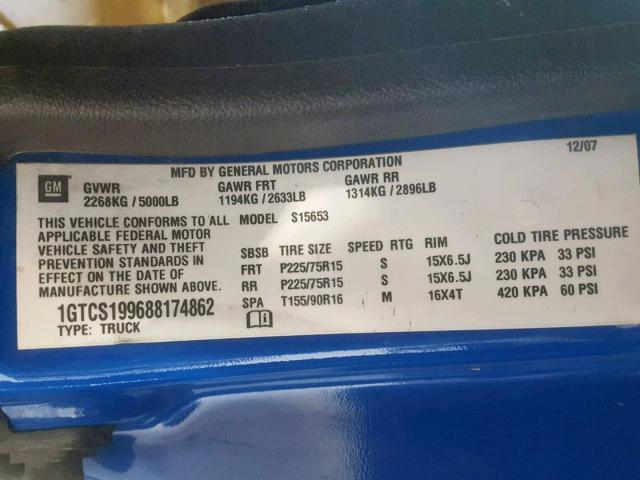 MFD BY GENERAL MOTORS CORPORATION 12/07
GM GVWR GAWR FRT GAWR RR
2268KG / 5000LB 1194KG / 2633LB 1314KG / 2896LB
THIS VEHICLE CONFORMS TO ALL MODEL S15653
APPLICABLE FEDERAL MOTOR
VEHICLE SAFETY AND THEFT SBSB TIRE SIZE SPEED RTG RIM COLD TIRE PRESSURE
PREVENTION STANDARDS IN FRT P225/75R15 S 15X6.5J 230 KPA 33 PSI
EFFECT ON THE DATE OF RR P225/75R15 S 15X6.5J 230 KPA 33 PSI
MANUFACTURE SHOWN ABOVE. SPA T155/90R16 M 16X4T 420 KPA 60 PSI
1GTCS199688174862
TYPE: TRUCK